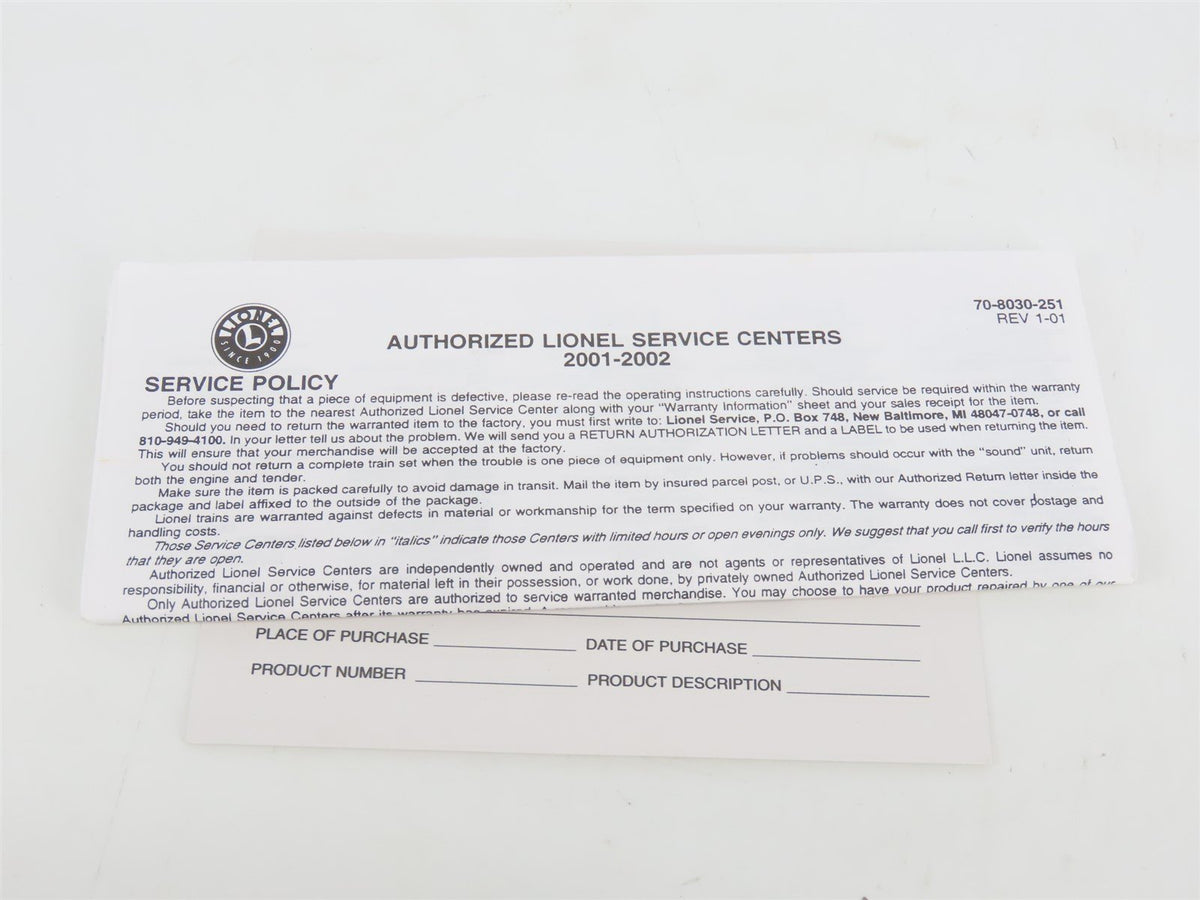 70-8030-251
REV 1-01
LIONEL
L
SINCE 1900
AUTHORIZED LIONEL SERVICE CENTERS
2001-2002
SERVICE POLICY
Before suspecting that a piece of equipment is defective, please re-read the operating instructions carefully. Should service be required within the warranty
period, take the item to the nearest Authorized Lionel Service Center along with your "Warranty Information" sheet and your sales receipt for the item.
Should you need to return the warranted item to the factory, you must first write to: Lionel Service, P.O. Box 748, New Baltimore, MI 48047-0748, or call
810-949-4100. In your letter tell us about the problem. We will send you a RETURN AUTHORIZATION LETTER and a LABEL to be used when returning the item.
This will ensure that your merchandise will be accepted at the factory.
You should not return a complete train set when the trouble is one piece of equipment only. However, if problems should occur with the "sound" unit, return
both the engine and tender.
Make sure the item is packed carefully to avoid damage in transit. Mail the item by insured parcel post, or U.P.S., with our Authorized Return letter inside the
package and label affixed to the outside of the package.
Lionel trains are warranted against defects in material or workmanship for the term specified on your warranty. The warranty does not cover postage and
handling costs.
Those Service Centers listed below in "italics" indicate those Centers with limited hours or open evenings only. We suggest that you call first to verify the hours
that they are open.
Authorized Lionel Service Centers are independently owned and operated and are not agents or representatives of Lionel L.L.C. Lionel assumes no
responsibility, financial or otherwise, for material left in their possession, or work done, by privately owned Authorized Lionel Service Centers.
Only Authorized Lionel Service Centers are authorized to service warranted merchandise. You may choose to have your product repaired by one of our
Authorized Lionel Service Centers after its warranty has expired. A
PLACE OF PURCHASE
DATE OF PURCHASE
PRODUCT NUMBER
PRODUCT DESCRIPTION